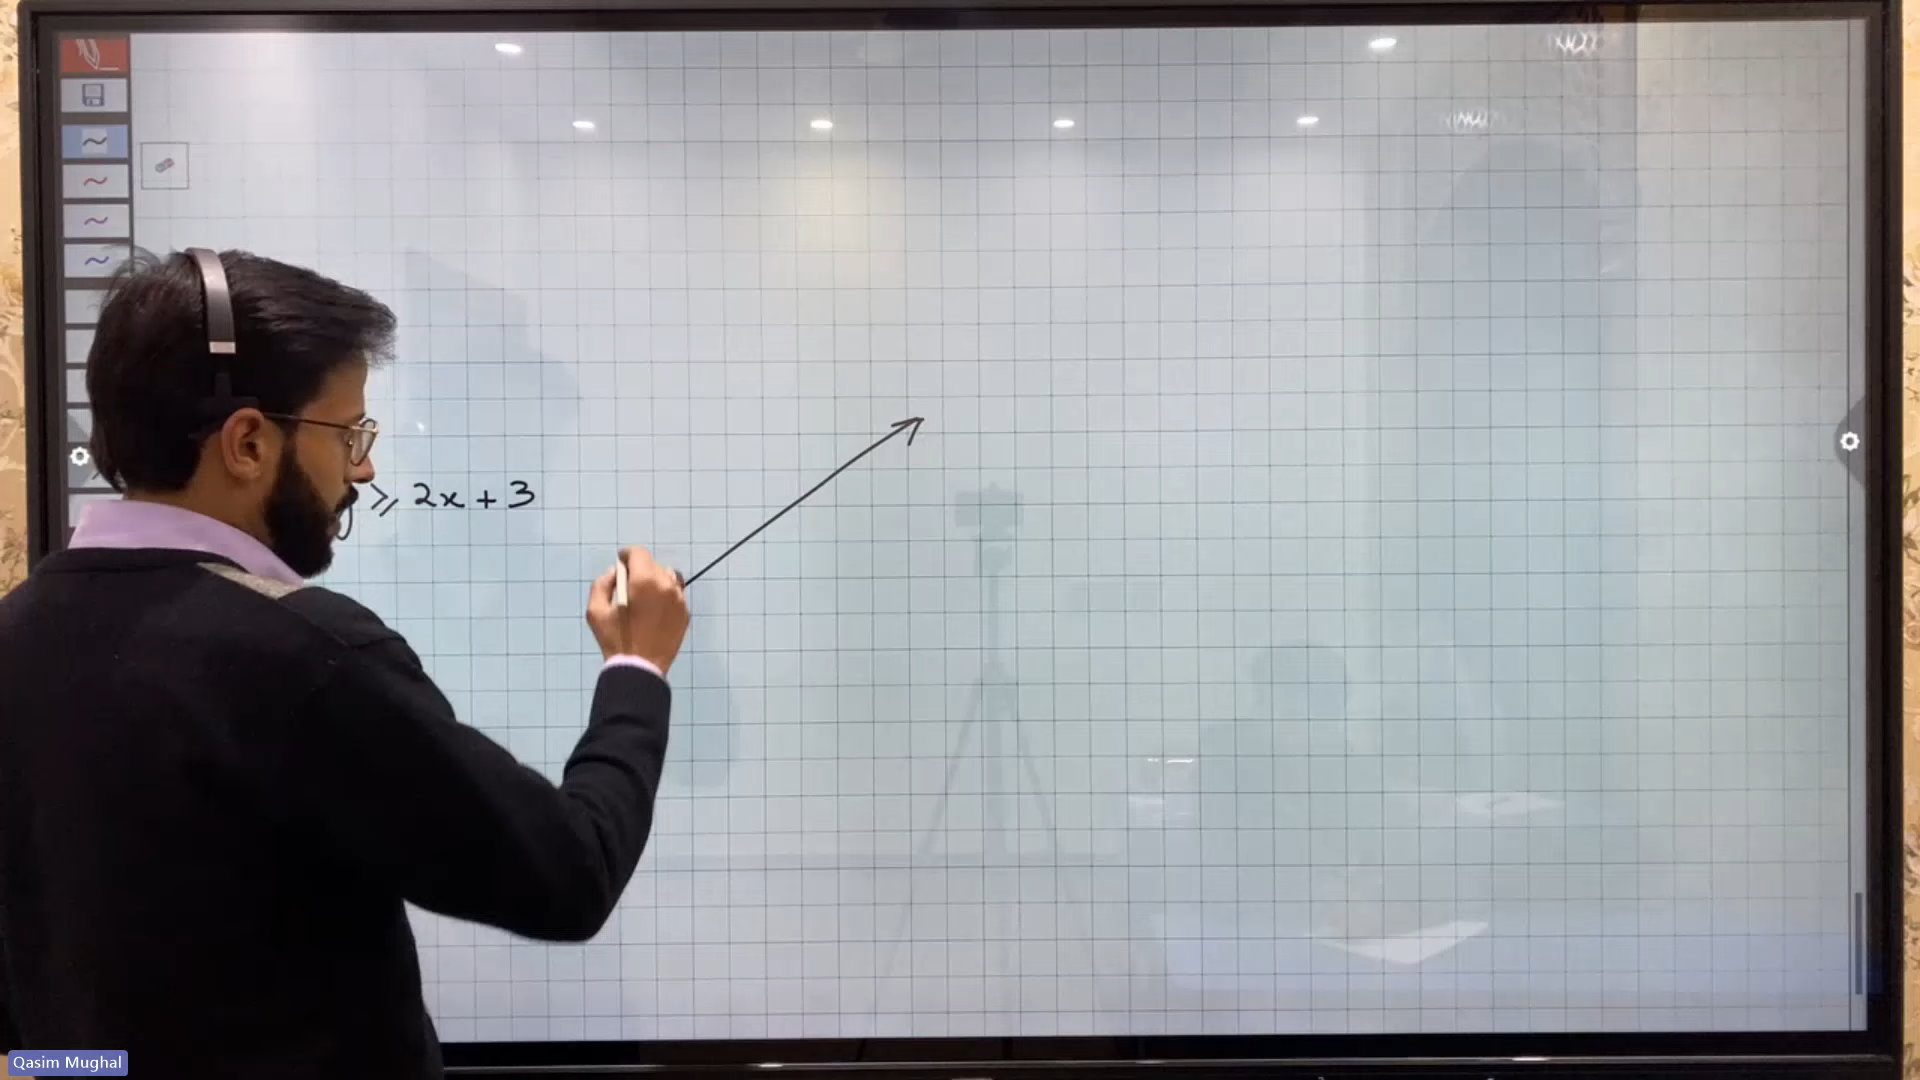 y ⩾ 2x + 3
Qasim Mughal